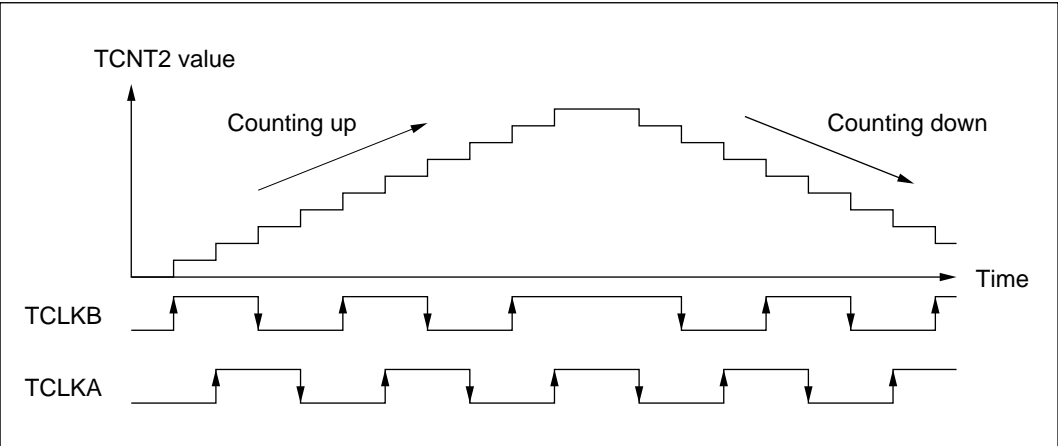 TCNT2 value
Counting up
Counting down
Time
TCLKB
TCLKA